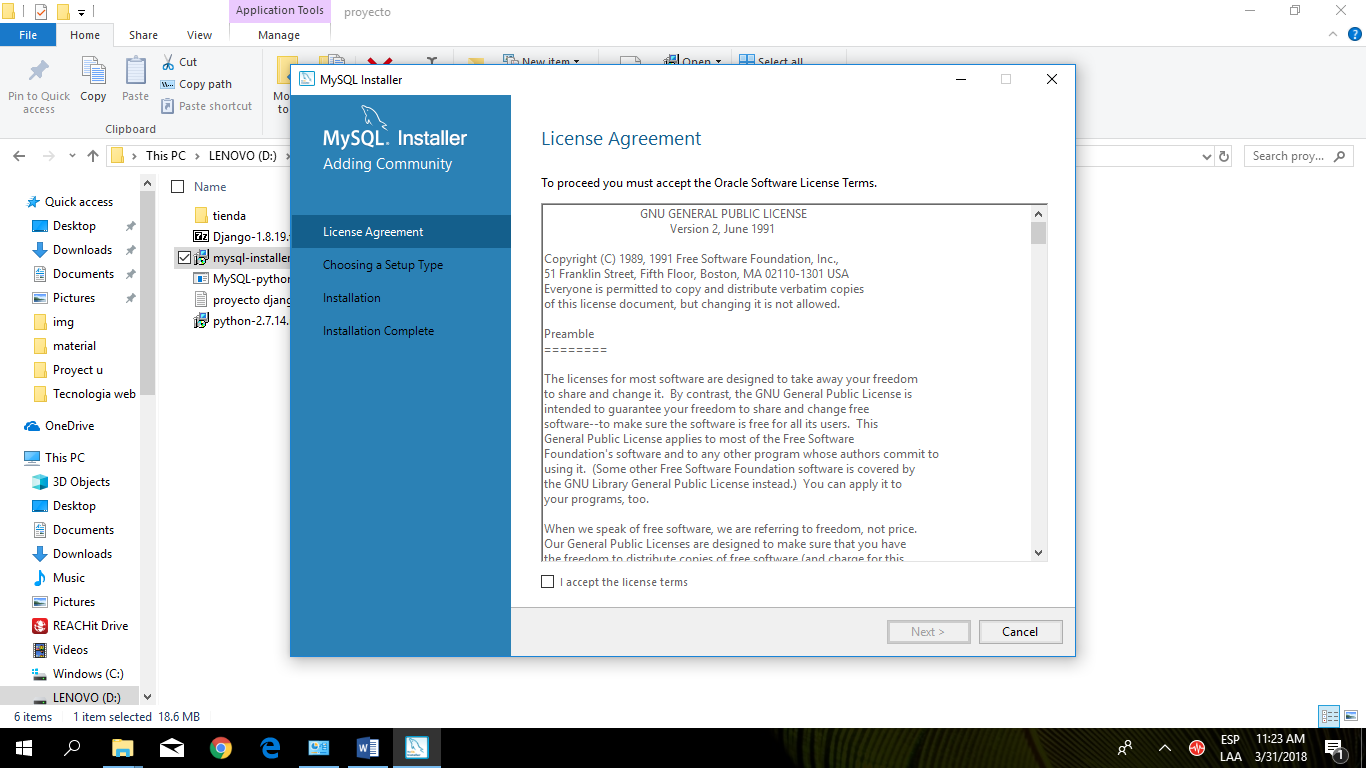 Application Tools
proyecto
File
Home
Share
View
Manage
Pin to Quick
access
Copy
Paste
Cut
Copy path
Paste shortcut
to
New item
Open
Select all
Clipboard
This PC
LENOVO (D:)
Search proy...
Quick access
Desktop
Downloads
Documents
Pictures
img
material
Proyect u
Tecnologia web
OneDrive
This PC
3D Objects
Desktop
Documents
Downloads
Music
Pictures
REACHit Drive
Videos
Windows (C:)
LENOVO (D:)
Name
tienda
Django-1.8.19.
mysql-installer
MySQL-python
proyecto djang
python-2.7.14.
MySQL Installer
MySQL. Installer
Adding Community
License Agreement
Choosing a Setup Type
Installation
Installation Complete
License Agreement
To proceed you must accept the Oracle Software License Terms.
GNU GENERAL PUBLIC LICENSE
Version 2, June 1991
Copyright (C) 1989, 1991 Free Software Foundation, Inc.,
51 Franklin Street, Fifth Floor, Boston, MA 02110-1301 USA
Everyone is permitted to copy and distribute verbatim copies
of this license document, but changing it is not allowed.
Preamble
========
The licenses for most software are designed to take away your freedom
to share and change it. By contrast, the GNU General Public License is
intended to guarantee your freedom to share and change free
software--to make sure the software is free for all its users. This
General Public License applies to most of the Free Software
Foundation's software and to any other program whose authors commit to
using it. (Some other Free Software Foundation software is covered by
the GNU Library General Public License instead.) You can apply it to
your programs, too.
When we speak of free software, we are referring to freedom, not price.
Our General Public Licenses are designed to make sure that you have
the freedom to distribute copies of free software (and charge for this
I accept the license terms
Next >
Cancel
6 items
1 item selected 18.6 MB
ESP
LAA
11:23 AM
3/31/2018
1